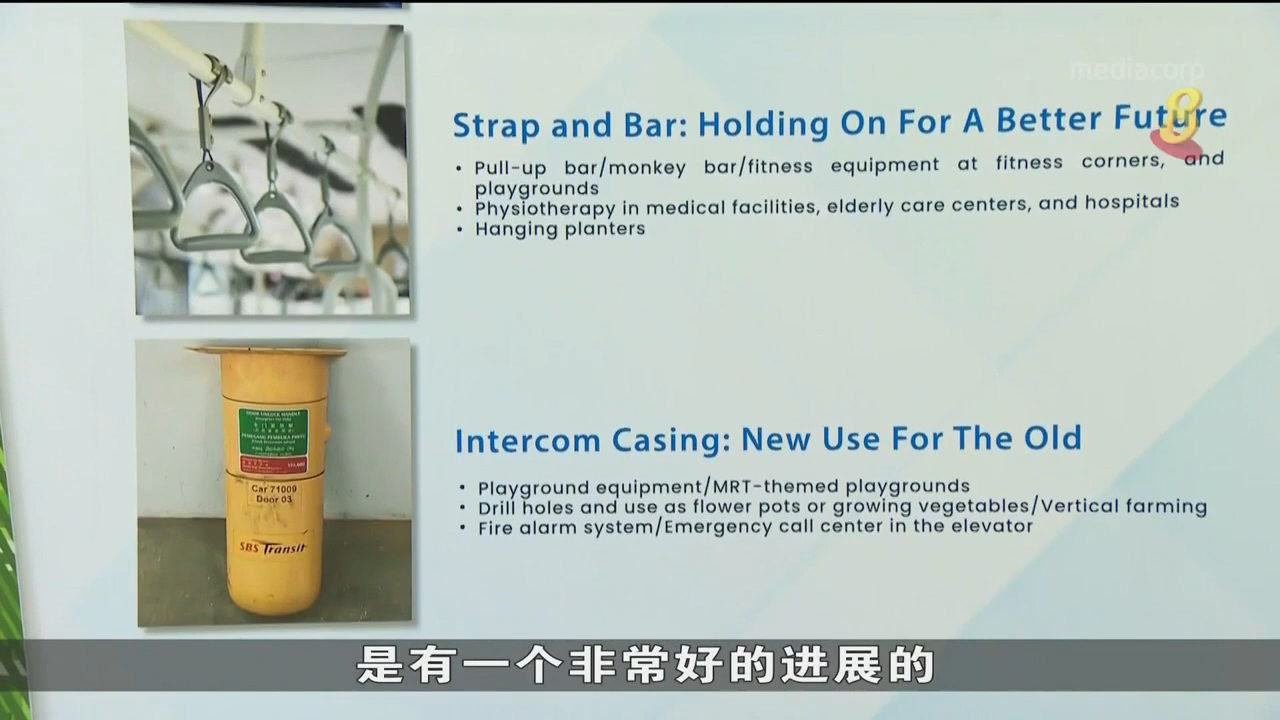 mediacorp
8
Strap and Bar: Holding On For A Better Future
• Pull-up bar/monkey bar/fitness equipment at fitness corners, and
playgrounds
• Physiotherapy in medical facilities, elderly care centers, and hospitals
• Hanging planters
DOOR UNLOCK HANDLE
Car 71009
Door 03
SBS Transit
Intercom Casing: New Use For The Old
• Playground equipment/MRT-themed playgrounds
• Drill holes and use as flower pots or growing vegetables/Vertical farming
• Fire alarm system/Emergency call center in the elevator
是有一个非常好的进展的